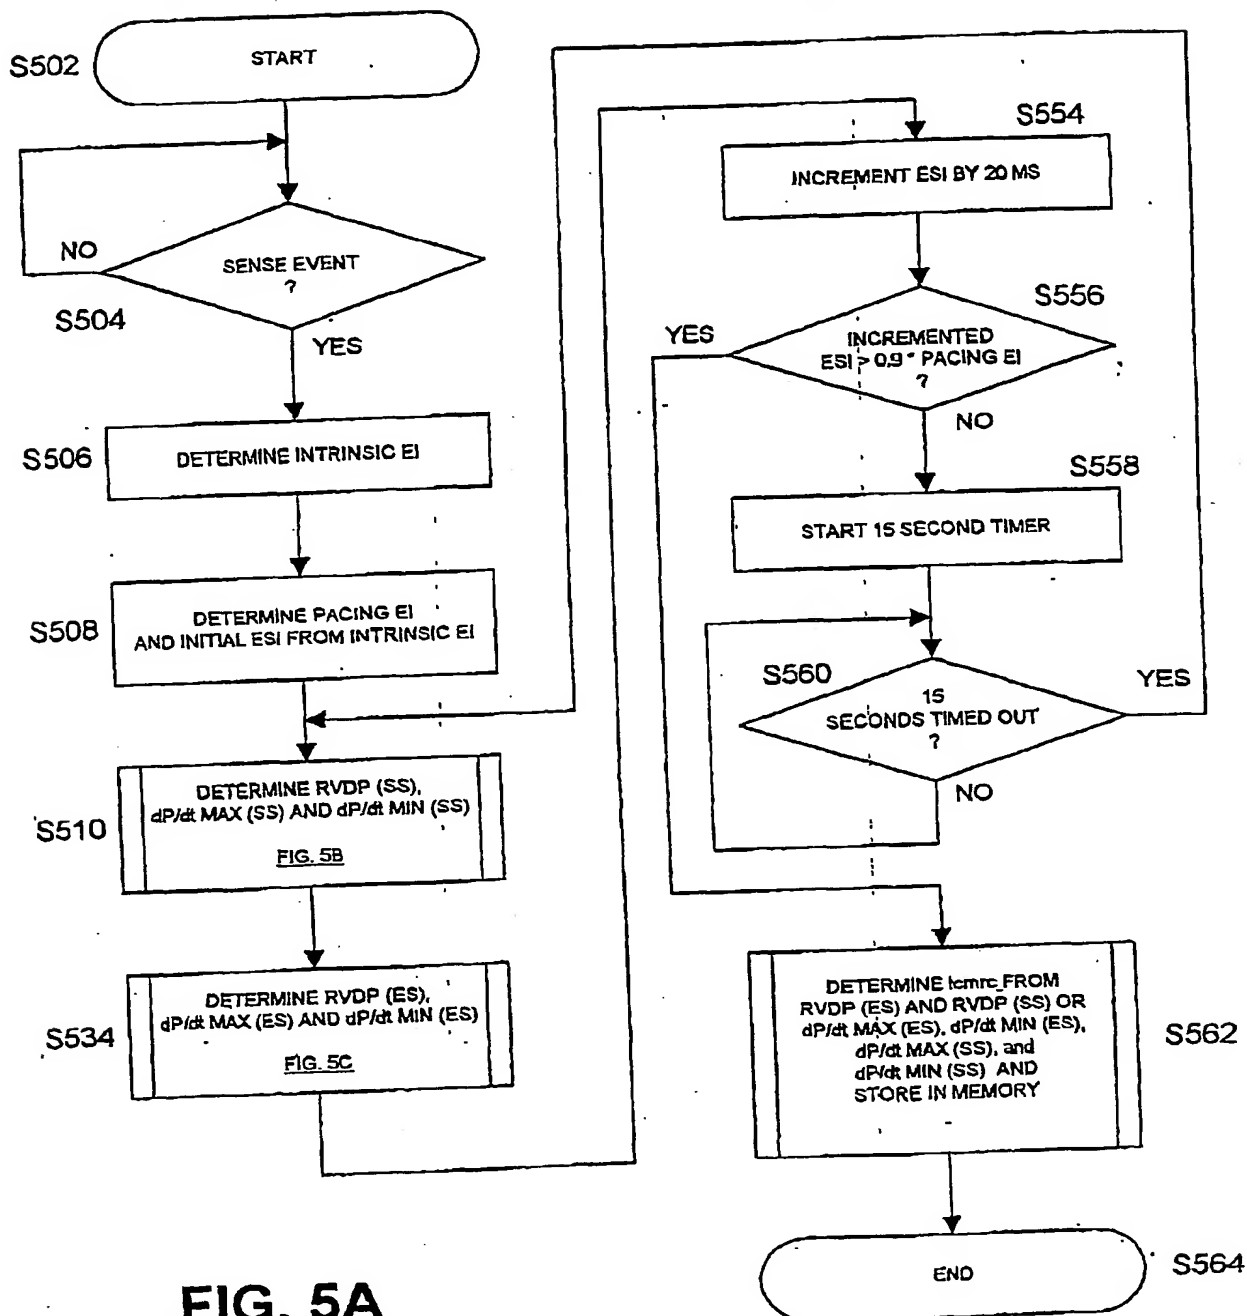 S502
START
NO
SENSE EVENT
?
S504
YES
S506
DETERMINE INTRINSIC EI
S508
DETERMINE PACING EI
AND INITIAL ESI FROM INTRINSIC EI
S510
DETERMINE RVDP (SS),
dP/dt MAX (SS) AND dP/dt MIN (SS)
FIG. 5B
S534
DETERMINE RVDP (ES),
dP/dt MAX (ES) AND dP/dt MIN (ES)
FIG. 5C
S554
INCREMENT ESI BY 20 MS
S556
YES
INCREMENTED
ESI > 0.9 * PACING EI
?
NO
S558
START 15 SECOND TIMER
S560
15
SECONDS TIMED OUT
?
YES
NO
DETERMINE tcmrc FROM
RVDP (ES) AND RVDP (SS) OR
dP/dt MAX (ES), dP/dt MIN (ES),
dP/dt MAX (SS), and
dP/dt MIN (SS) AND
STORE IN MEMORY
S562
END
S564
FIG. 5A